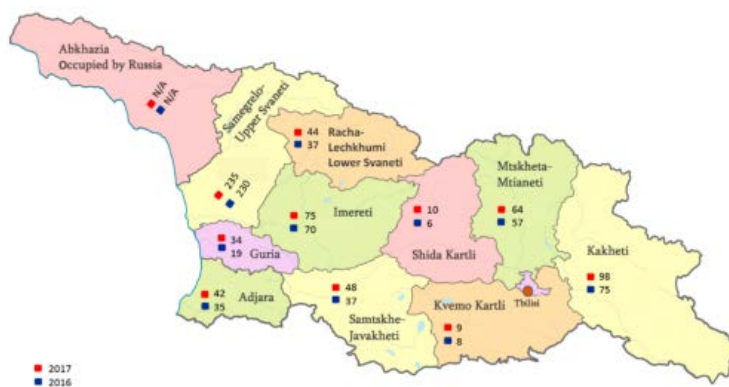 Abkhazia
Occupied by Russia
N/A
N/A
Samegrelo-
Upper Svaneti
235
230
44
37
Racha-
Lechkhumi
Lower Svaneti
Mtskheta-
Mtianeti
64
57
Imereti
75
70
10
6
Shida Kartli
Kakheti
98
75
34
19
Guria
42
35
Adjara
48
37
Samtskhe-
Javakheti
Kvemo Kartli
9
8
Tbilisi
2017
2016